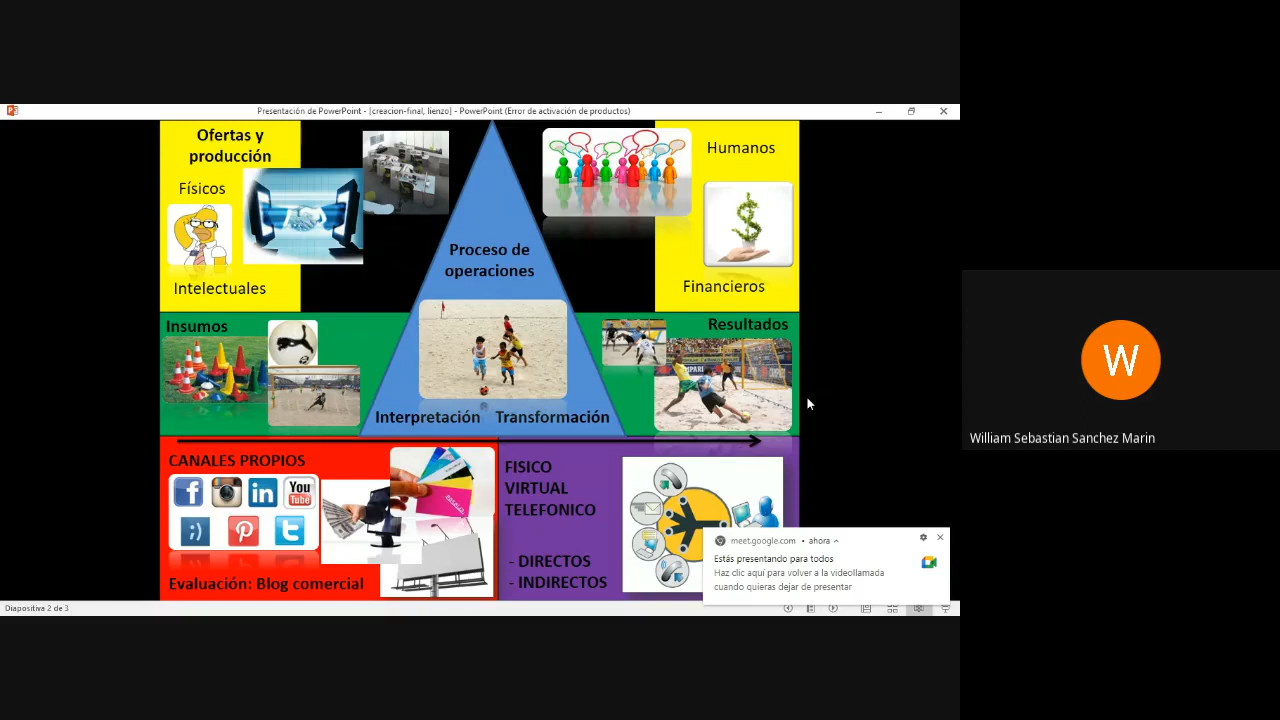 Presentación de PowerPoint - [creacion-final, lienzo] - PowerPoint (Error de activación de productos)
Ofertas y
producción
Físicos
Intelectuales
Proceso de
operaciones
Humanos
Financieros
Insumos
Resultados
Interpretación Transformación
CANALES PROPIOS
You
Tube
Evaluación: Blog comercial
FISICO
VIRTUAL
TELEFONICO
- DIRECTOS
- INDIRECTOS
meet.google.com • ahora
Estás presentando para todos
Haz clic aquí para volver a la videollamada
cuando quieras dejar de presentar
Diapositiva 2 de 3
W
William Sebastian Sanchez Marin